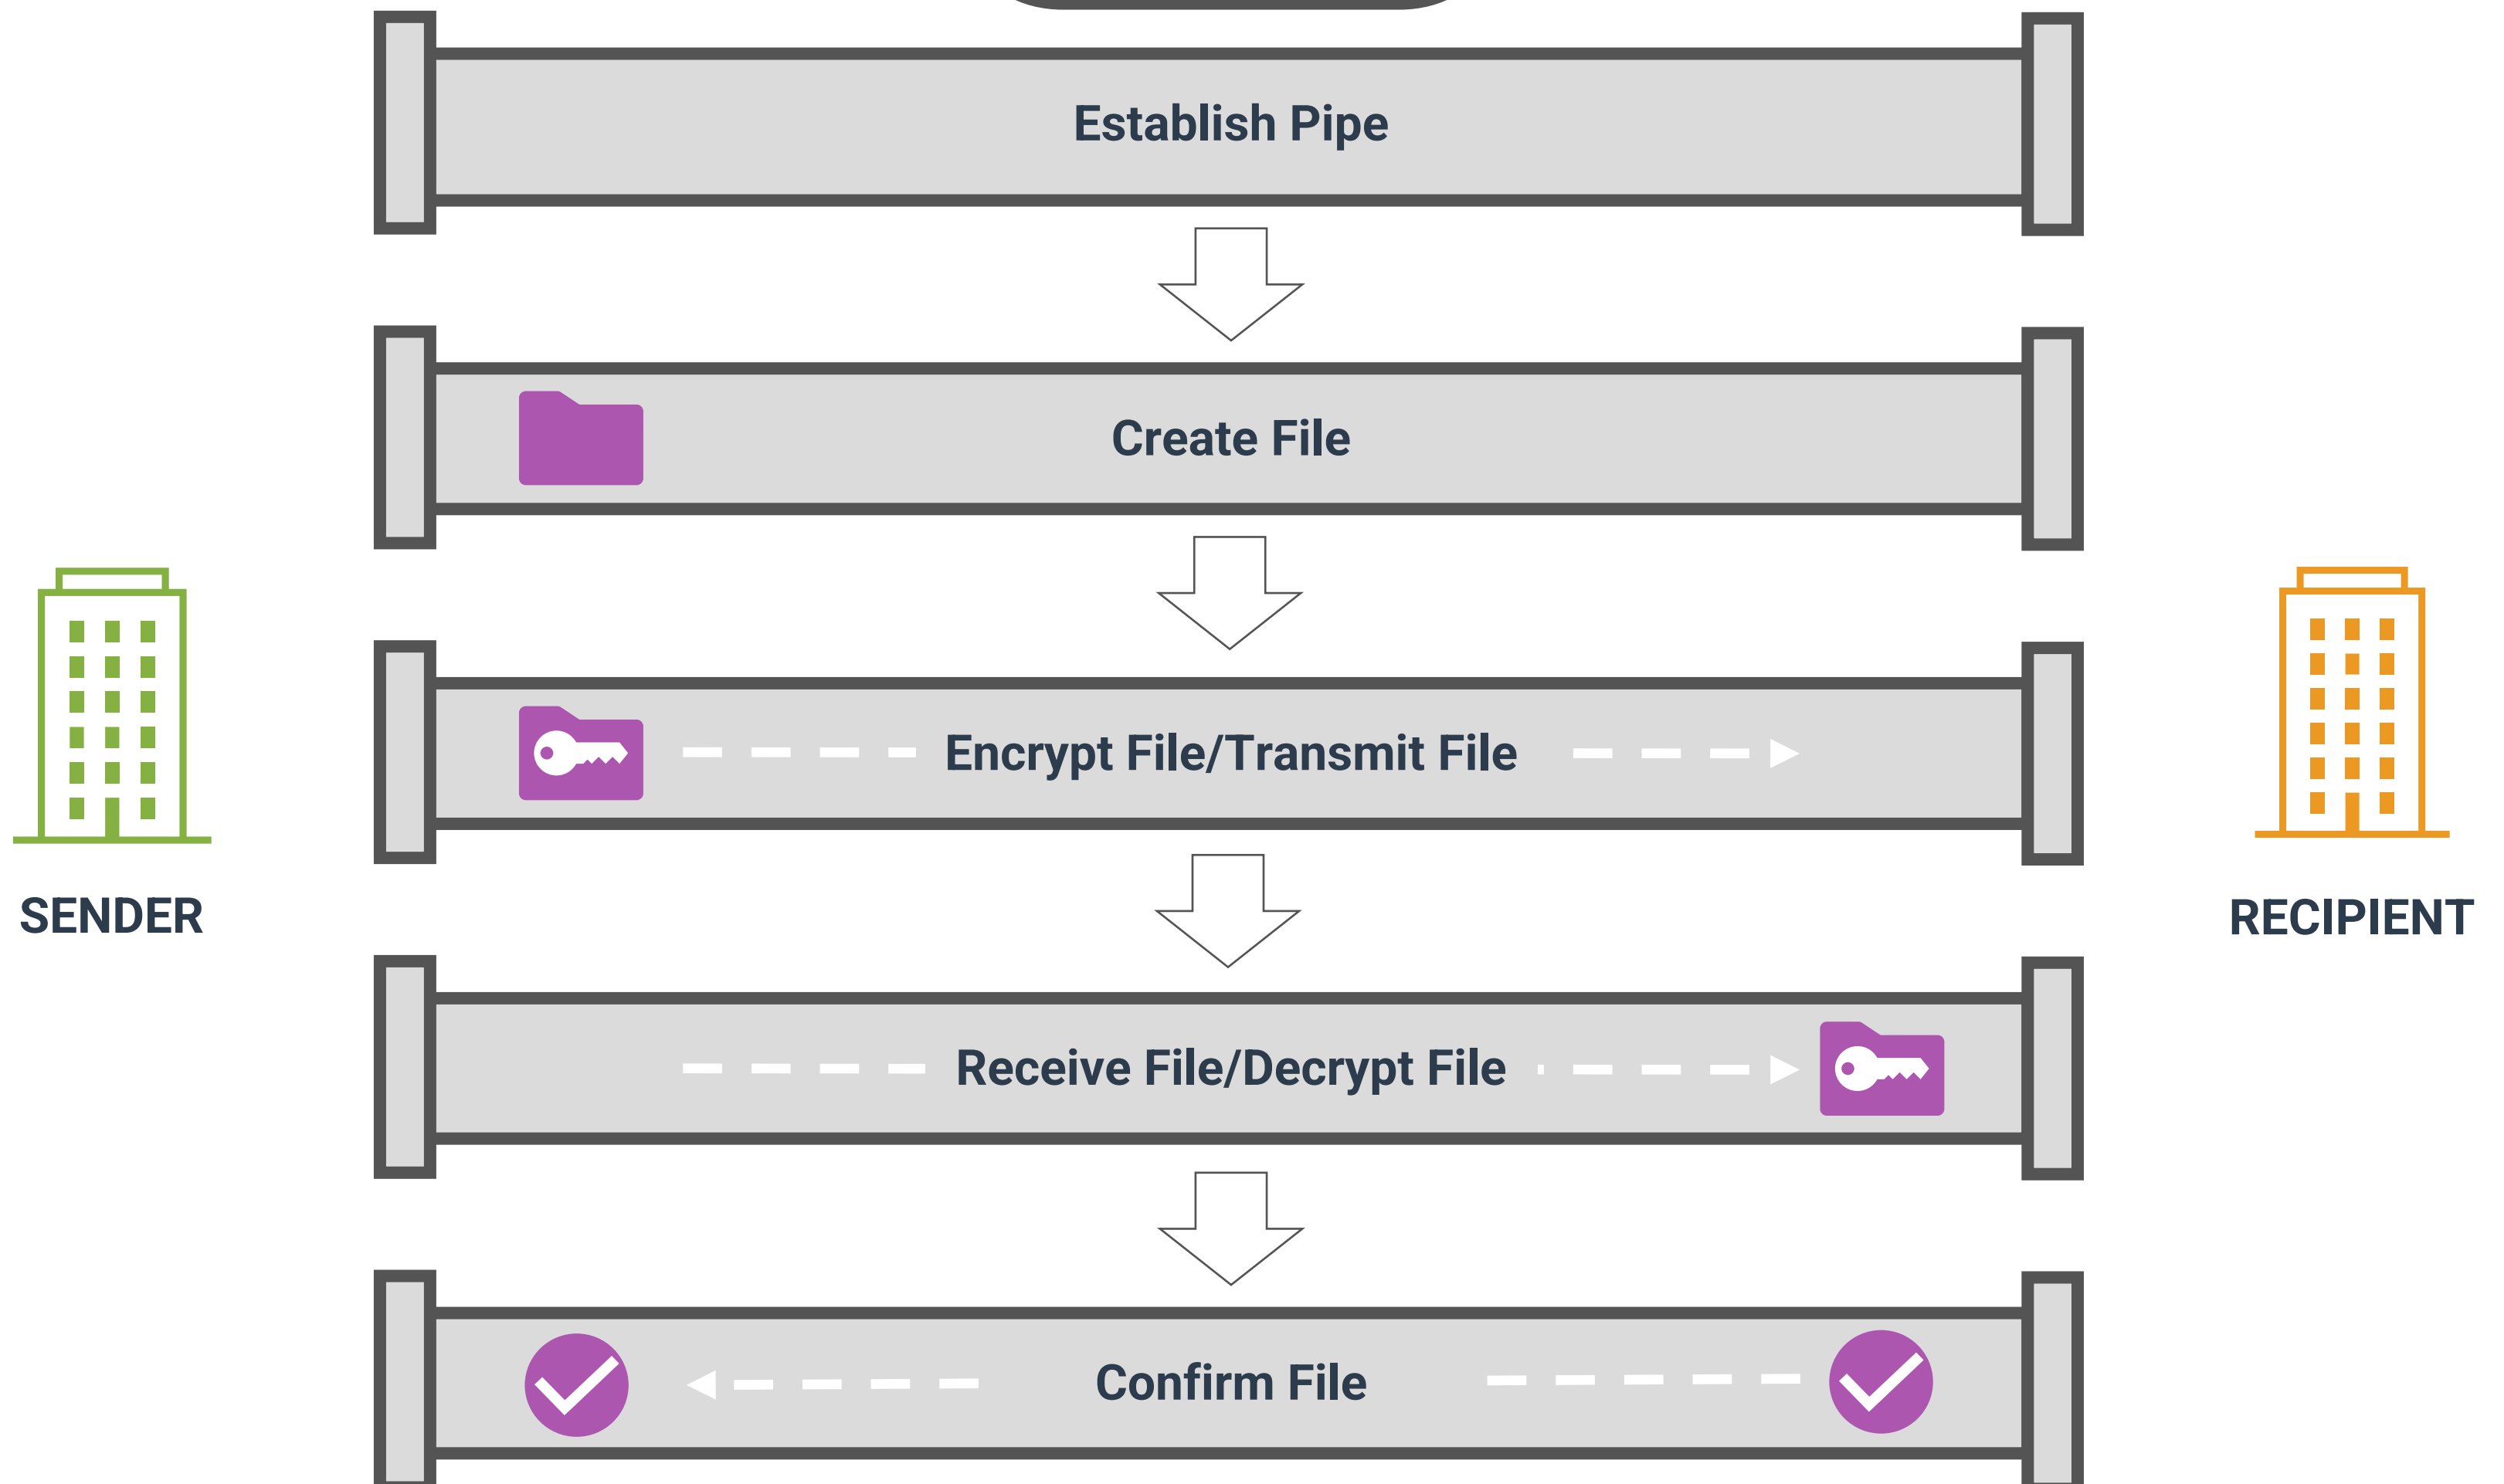 Establish Pipe
Create File
Encrypt File/Transmit File
SENDER
RECIPIENT
Receive File/Decrypt File
Confirm File